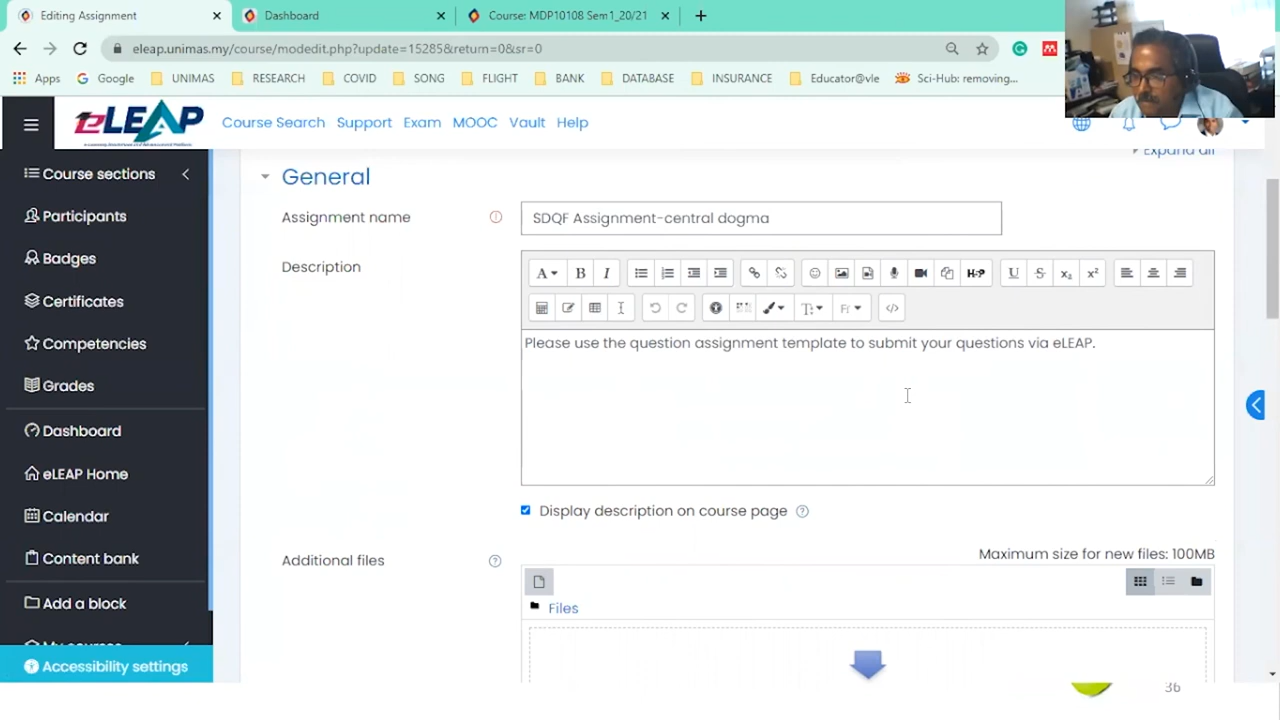 Editing Assignment
Dashboard
Course: MDP10108 Sem1_20/21
eleap.unimas.my/course/modedit.php?update=15285&return=0&sr=0
Apps Google UNIMAS RESEARCH COVID SONG FLIGHT BANK DATABASE INSURANCE Educator@vle Sci-Hub: removing...
eLEAP
Course Search Support Exam MOOC Vault Help
Expand all
Course sections
Participants
Badges
Certificates
Competencies
Grades
Dashboard
eLEAP Home
Calendar
Content bank
Add a block
My courses
Accessibility settings
General
Assignment name
SDQF Assignment-central dogma
Description
Please use the question assignment template to submit your questions via eLEAP.
Display description on course page
Additional files
Maximum size for new files: 100MB
Files
36